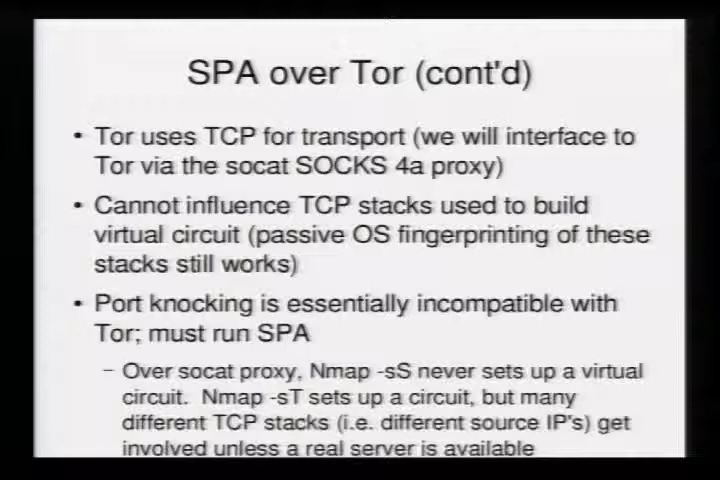 SPA over Tor (cont'd)
• Tor uses TCP for transport (we will interface to
Tor via the socat SOCKS 4a proxy)
• Cannot influence TCP stacks used to build
virtual circuit (passive OS fingerprinting of these
stacks still works)
• Port knocking is essentially incompatible with
Tor; must run SPA
– Over socat proxy, Nmap -sS never sets up a virtual
circuit. Nmap -sT sets up a circuit, but many
different TCP stacks (i.e. different source IP's) get
involved unless a real server is available